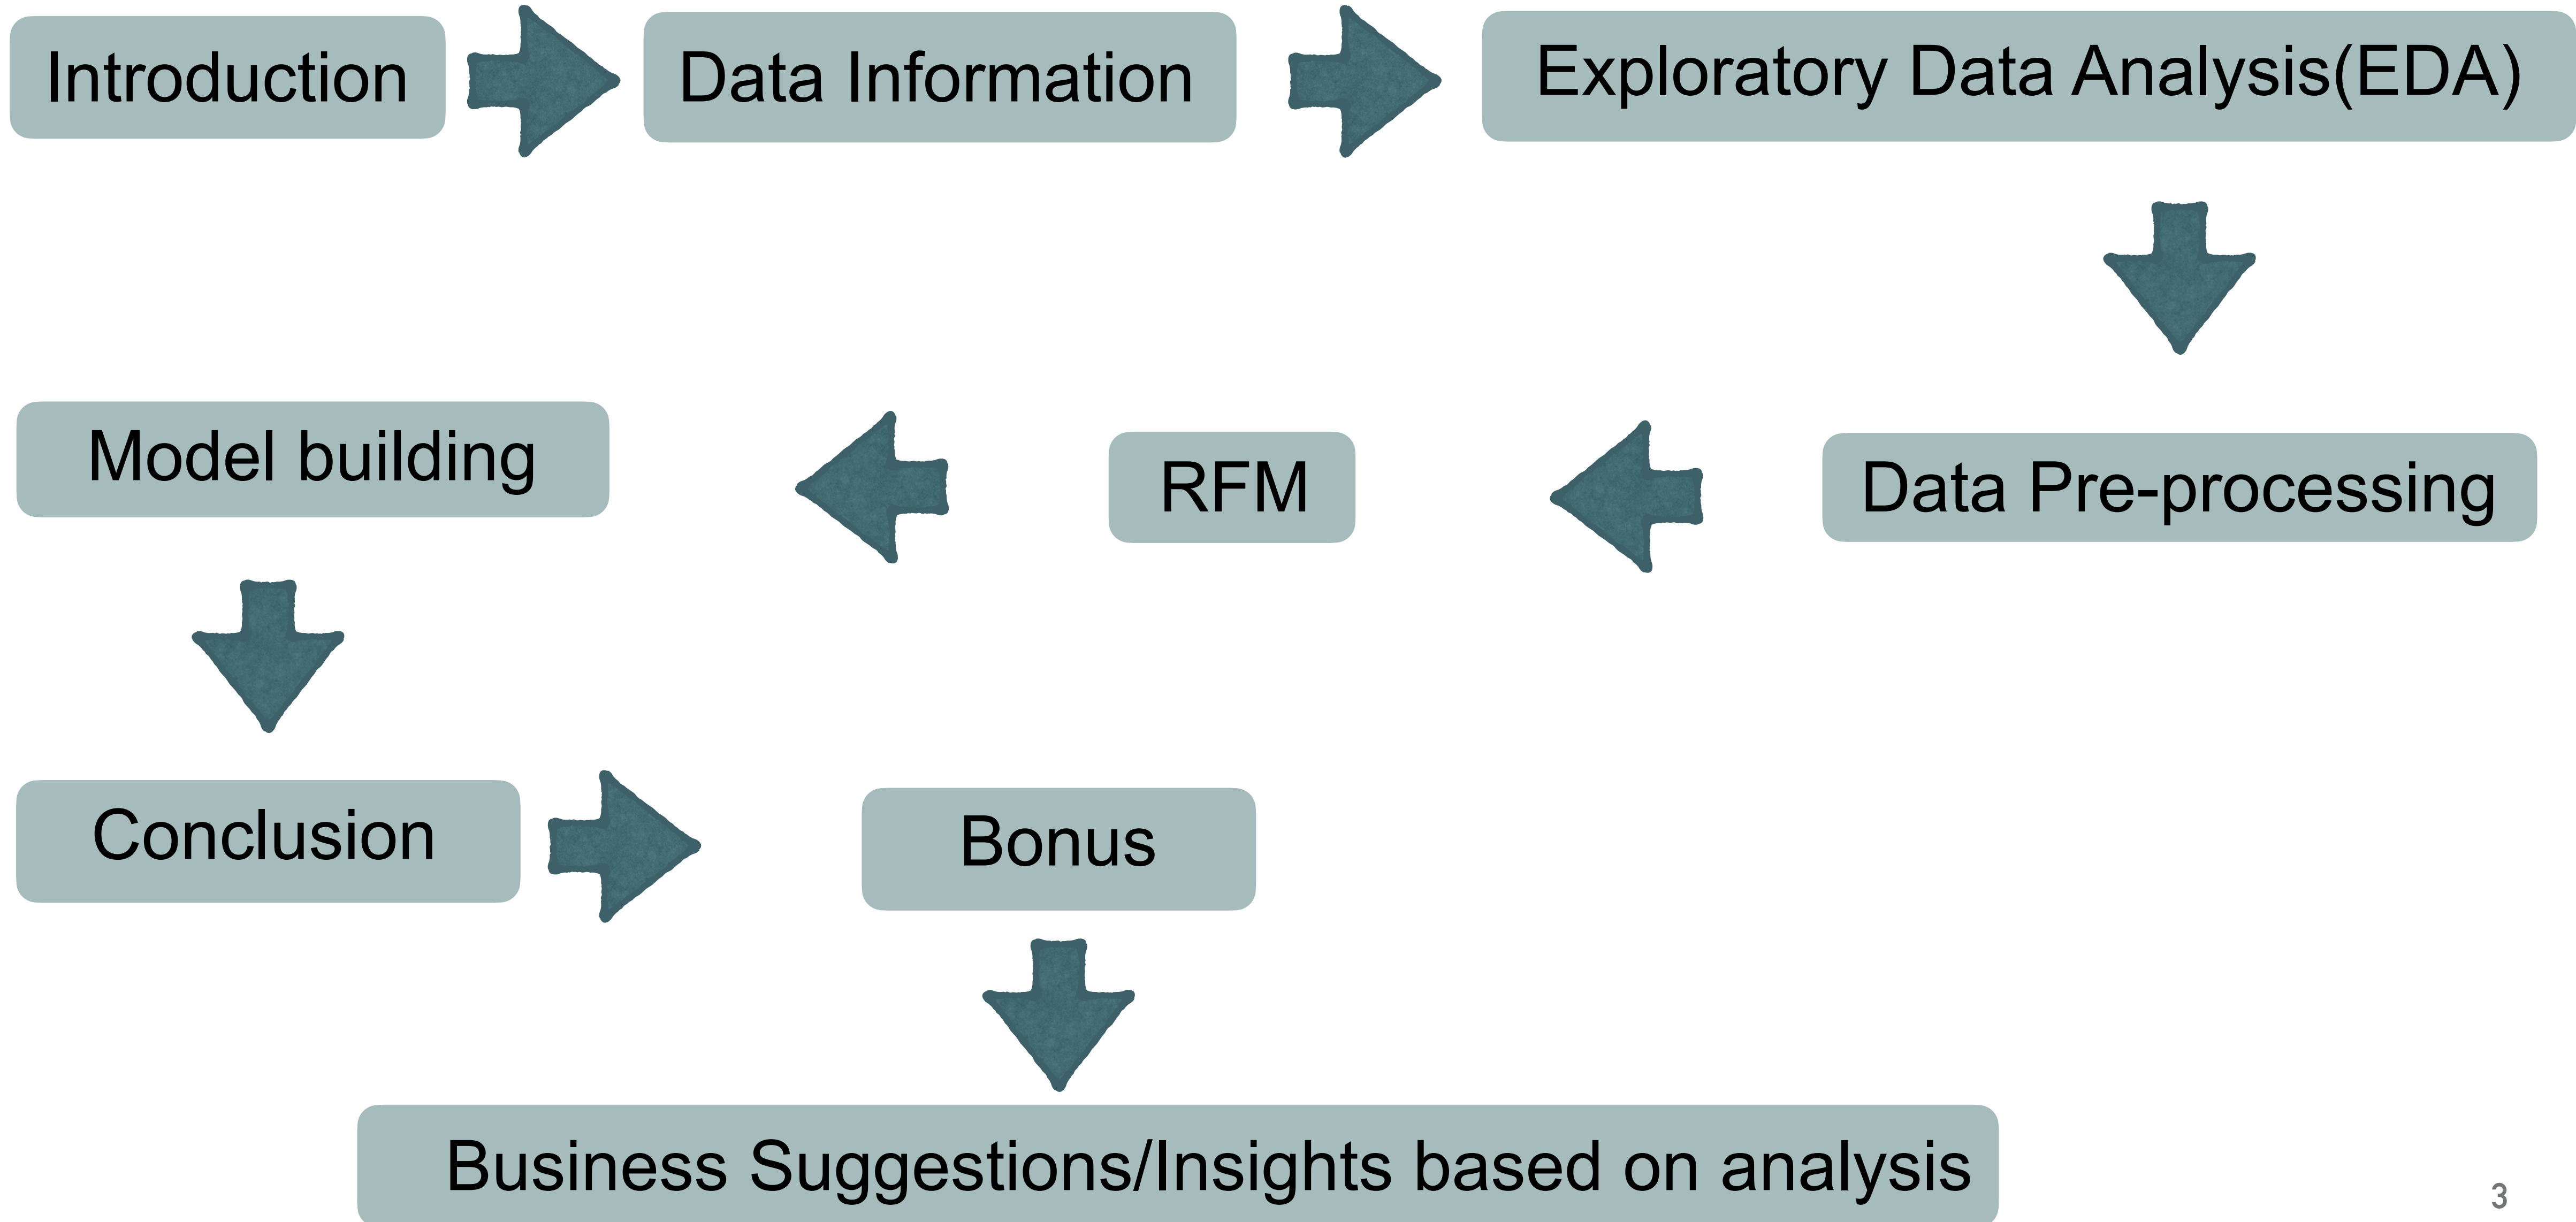 Introduction
Data Information
Exploratory Data Analysis(EDA)
Data Pre-processing
RFM
Model building
Conclusion
Bonus
Business Suggestions/Insights based on analysis
3